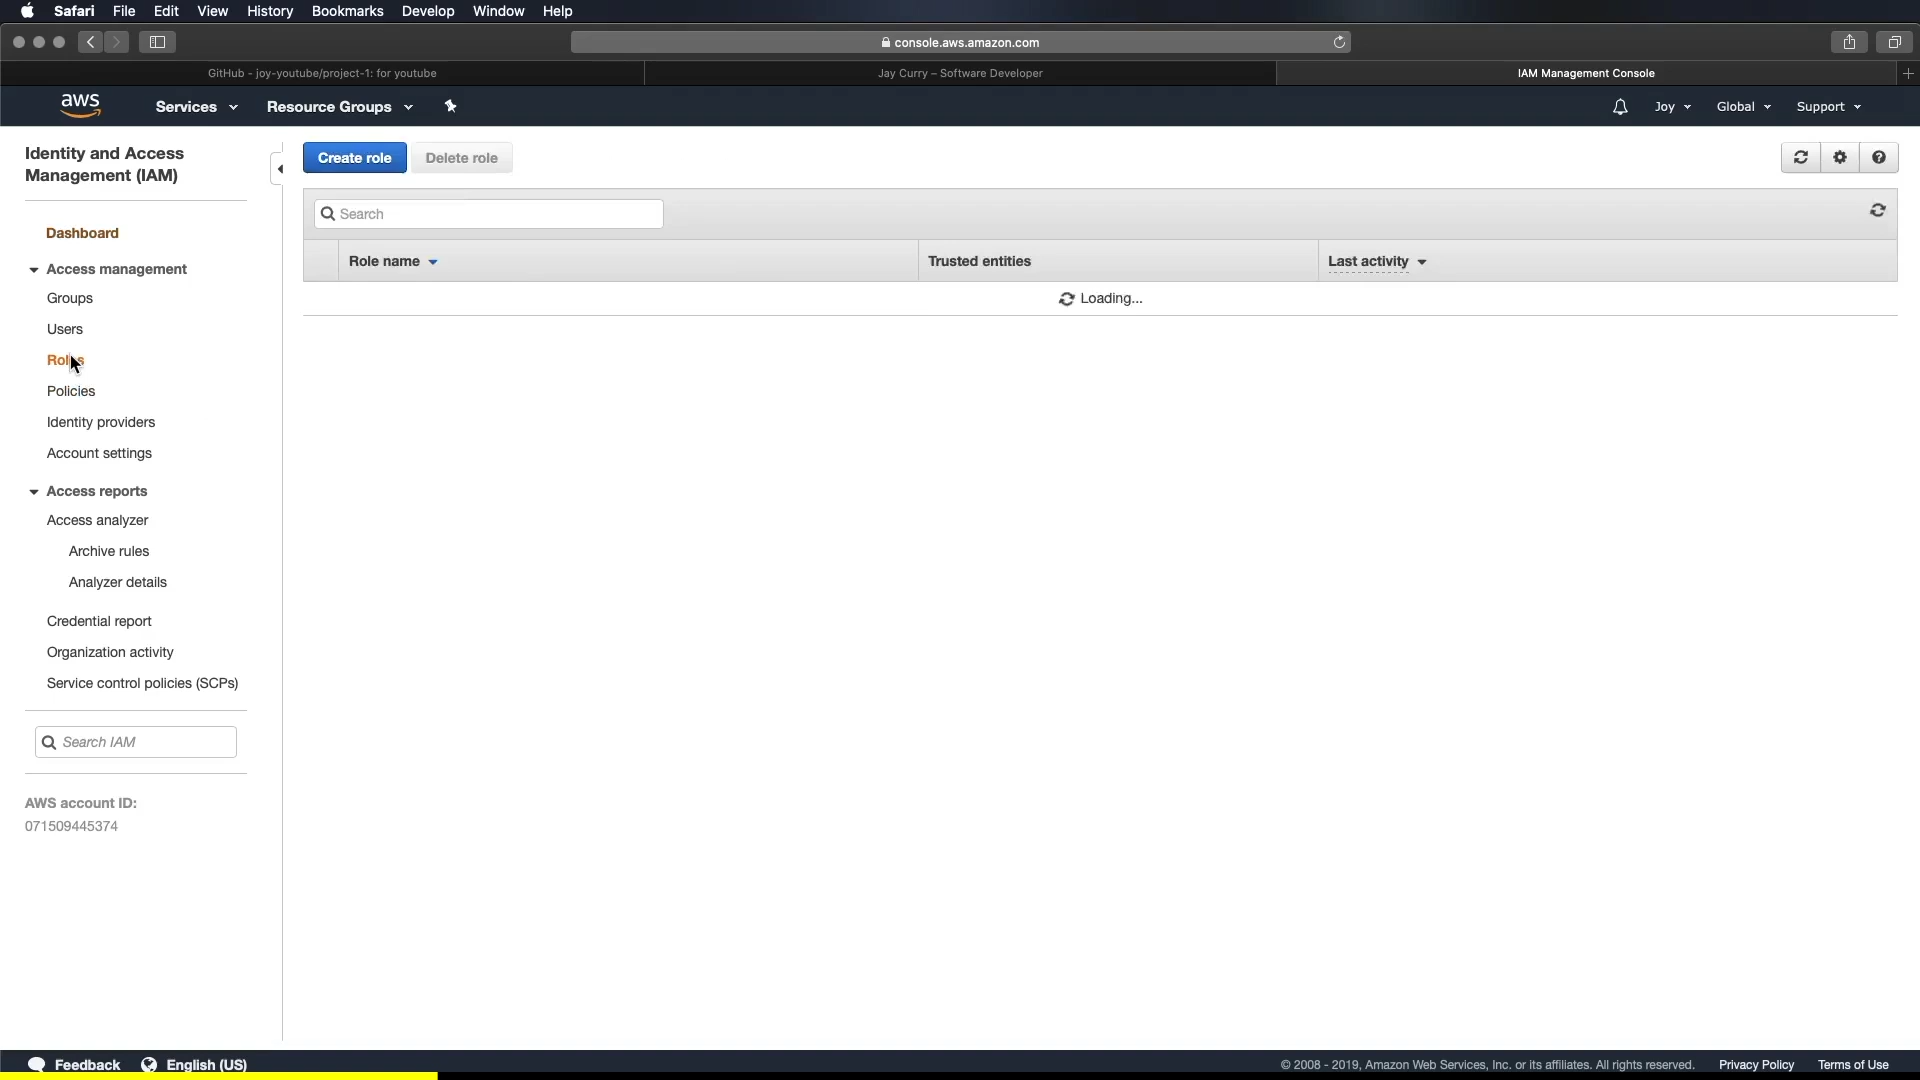 Safari File Edit View History Bookmarks Develop Window Help
console.aws.amazon.com
GitHub - joy-youtube/project-1: for youtube
Jay Curry – Software Developer
IAM Management Console
aws
Services
Resource Groups
Joy
Global
Support
Identity and Access
Management (IAM)
Dashboard
Access management
Groups
Users
Roles
Policies
Identity providers
Account settings
Access reports
Access analyzer
Archive rules
Analyzer details
Credential report
Organization activity
Service control policies (SCPs)
Search IAM
AWS account ID:
071509445374
Create role
Delete role
Search
Role name
Trusted entities
Last activity
Loading...
Feedback
English (US)
© 2008 - 2019, Amazon Web Services, Inc. or its affiliates. All rights reserved.
Privacy Policy
Terms of Use